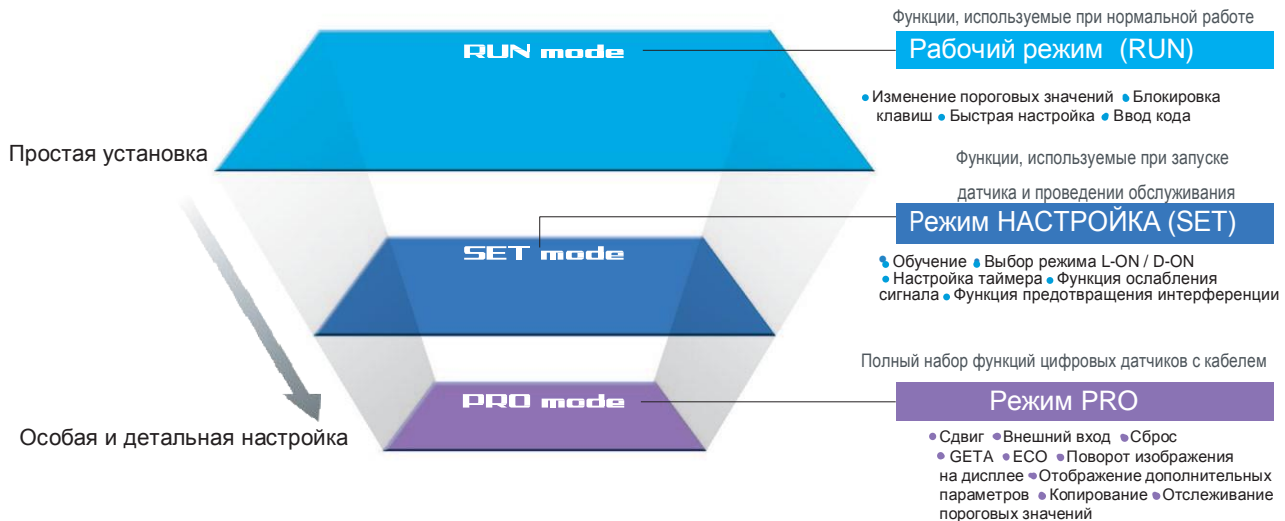 Функции, используемые при нормальной работе
RUN mode
Рабочий режим (RUN)
• Изменение пороговых значений • Блокировка
клавиш • Быстрая настройка • Ввод кода
Простая установка
Функции, используемые при запуске
датчика и проведении обслуживания
SET mode
Режим НАСТРОЙКА (SET)
• Обучение • Выбор режима L-ON / D-ON
• Настройка таймера • Функция ослабления
сигнала • Функция предотвращения интерференции
Полный набор функций цифровых датчиков с кабелем
PRO mode
Режим PRO
Особая и детальная настройка
• Сдвиг • Внешний вход • Сброс
• GETA • ECO • Поворот изображения
на дисплее • Отображение дополнительных
параметров • Копирование • Отслеживание
пороговых значений